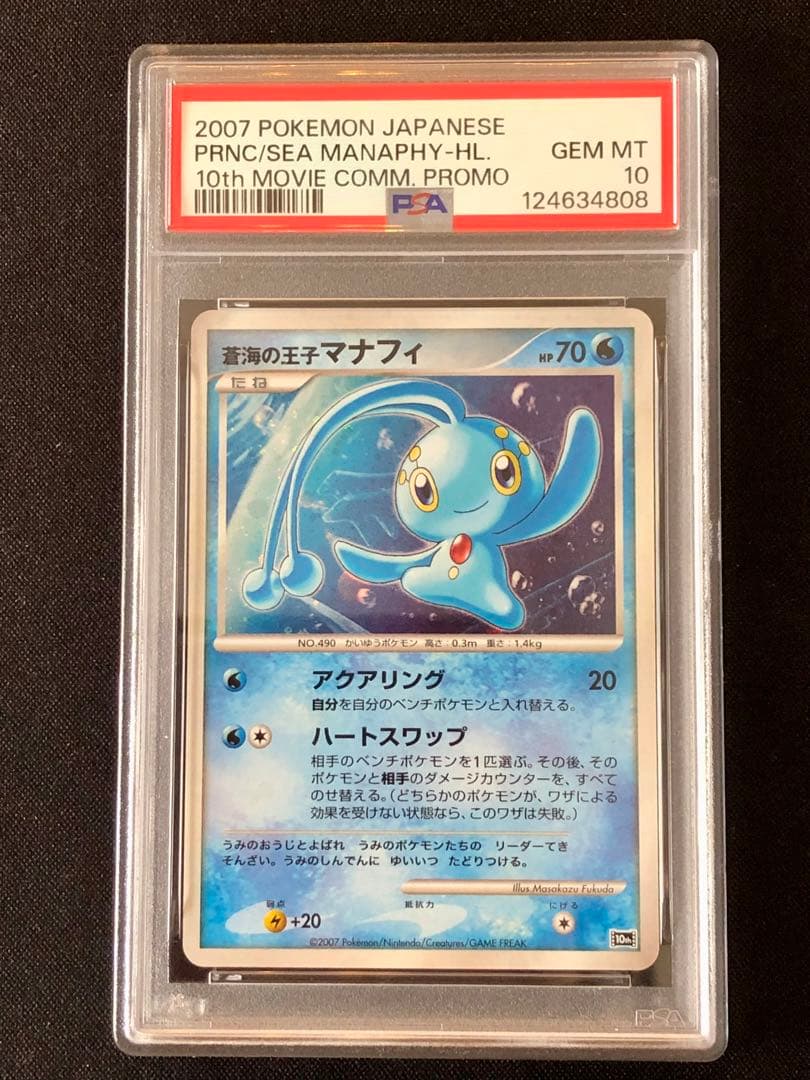 2007 POKEMON JAPANESE
PRNC/SEA MANAPHY-HL. GEM MT
10th MOVIE COMM. PROMO 10
PSA 124634808
蒼海の王子マナフィ HP70
たね
NO.490 かいゆうポケモン 高さ:0.3m 重さ:1.4kg
アクアリング 20
自分を自分のベンチポケモンと入れ替える。
ハートスワップ
相手のベンチポケモンを1匹選ぶ。その後、その
ポケモンと相手のダメージカウンターを、すべて
のせ替える。(どちらかのポケモンが、ワザによる
効果を受けない状態なら、このワザは失敗。)
うみのおうじとよばれ うみのポケモンたちの リーダーてき
そんざい。うみのしんでんに ゆいいつ たどりつける。
Illus. Masakazu Fukuda
弱点 抵抗力 にげる
+20
©2007 Pokémon/Nintendo/Creatures/GAME FREAK
10th
PSA